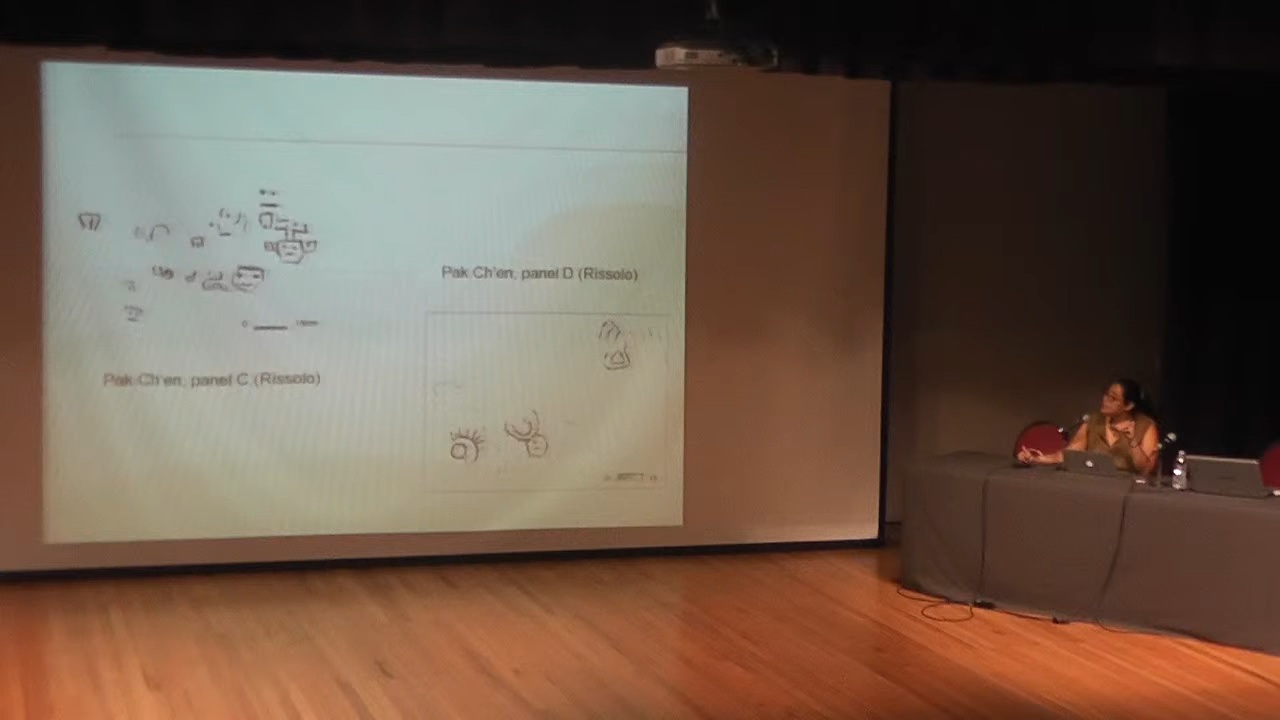 Pak Ch'en, panel D (Rissolo)
Pak Ch'en, panel C (Rissolo)